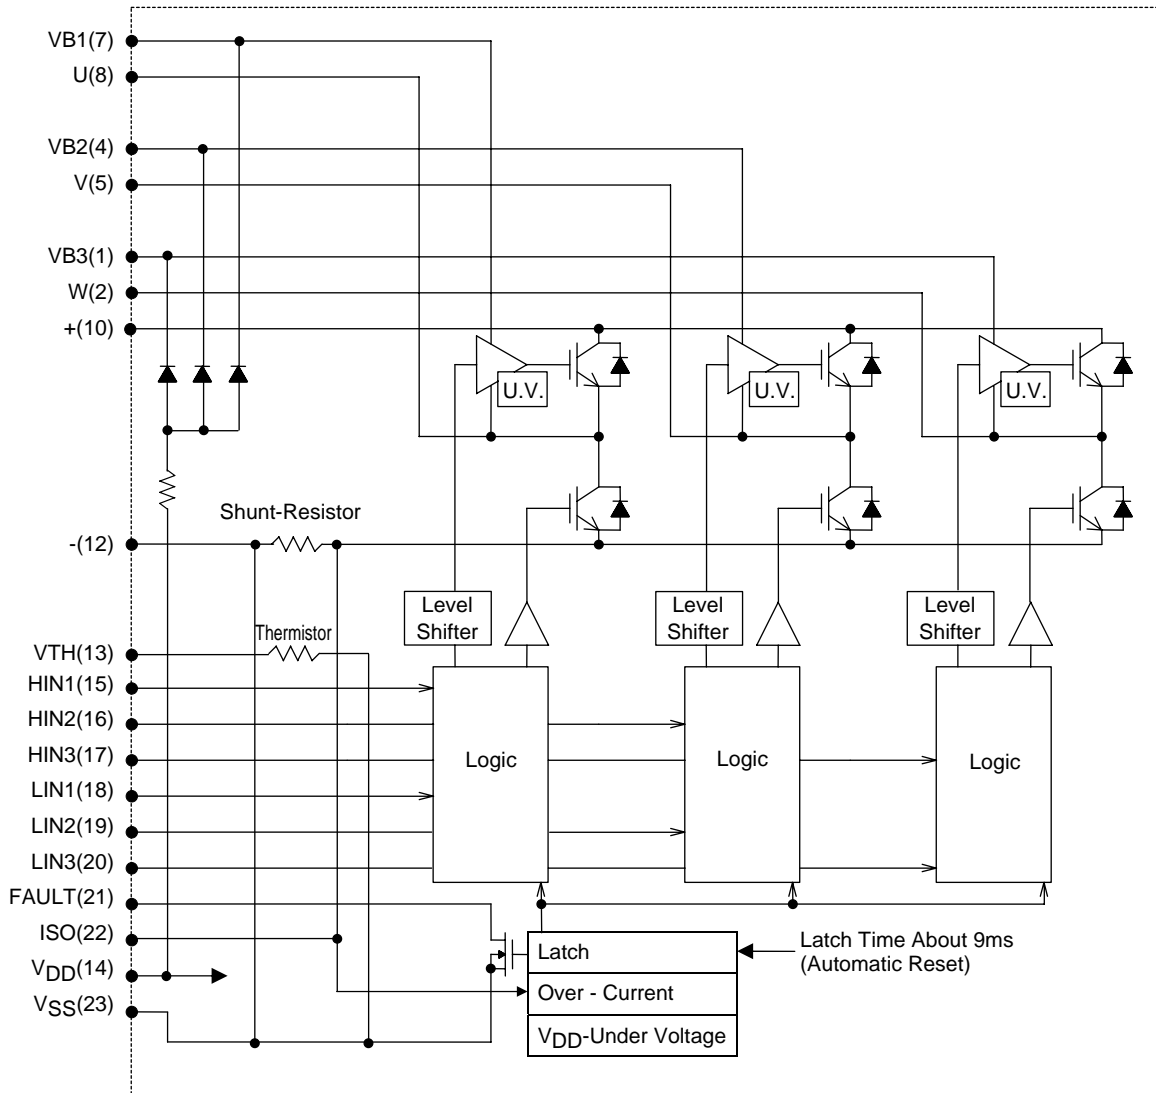 VB1(7)
U(8)
VB2(4)
V(5)
VB3(1)
W(2)
+(10)
U.V.
U.V.
U.V.
Shunt-Resistor
-(12)
Level
Shifter
Level
Shifter
Level
Shifter
Thermistor
VTH(13)
HIN1(15)
HIN2(16)
HIN3(17)
Logic
Logic
Logic
LIN1(18)
LIN2(19)
LIN3(20)
FAULT(21)
ISO(22)
VDD(14)
VSS(23)
Latch
Latch Time About 9ms
(Automatic Reset)
Over - Current
VDD-Under Voltage